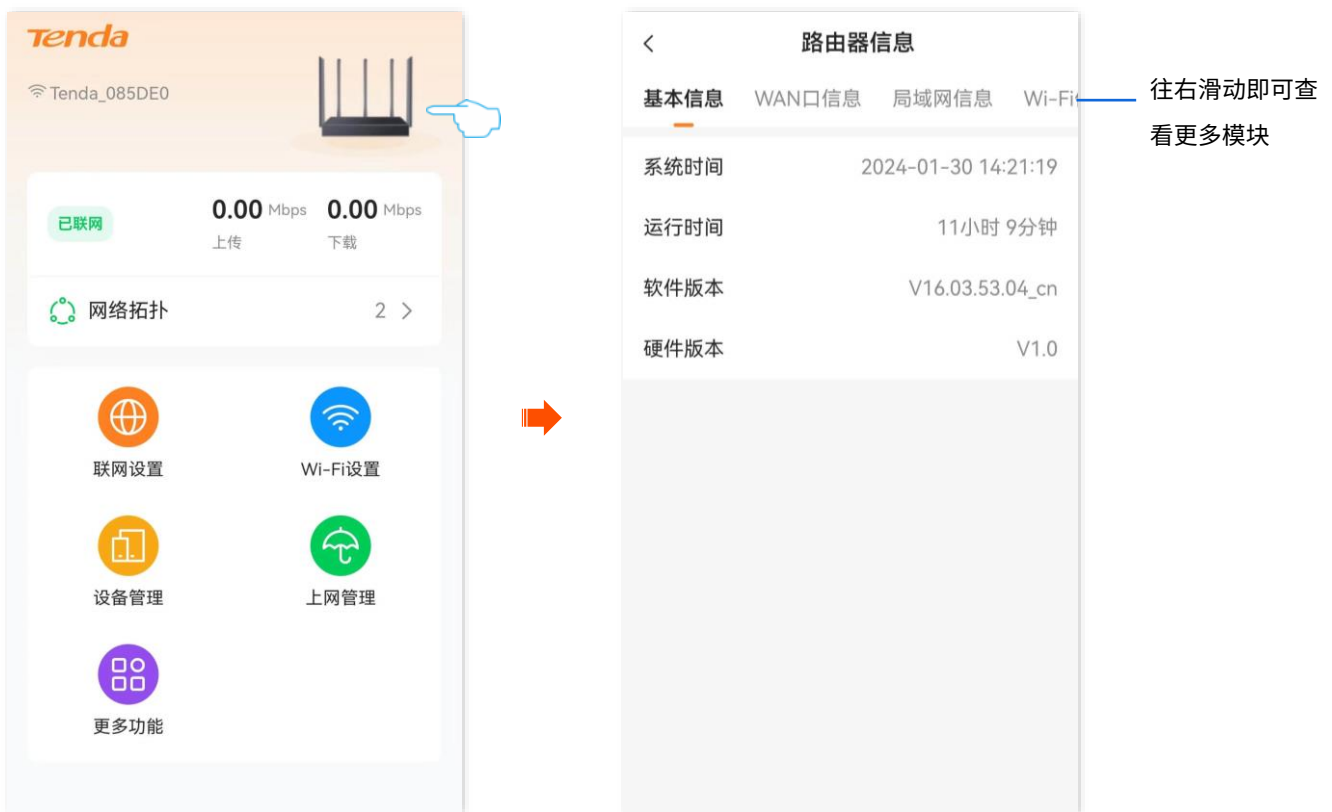 Tenda
Tenda_085DE0
已联网
0.00 Mbps 0.00 Mbps
上传 下载
网络拓扑 2
联网设置 Wi-Fi设置
设备管理 上网管理
更多功能
路由器信息
基本信息 WAN口信息 局域网信息 Wi-Fi
系统时间 2024-01-30 14:21:19
运行时间 11小时 9分钟
软件版本 V16.03.53.04_cn
硬件版本 V1.0
往右滑动即可查
看更多模块